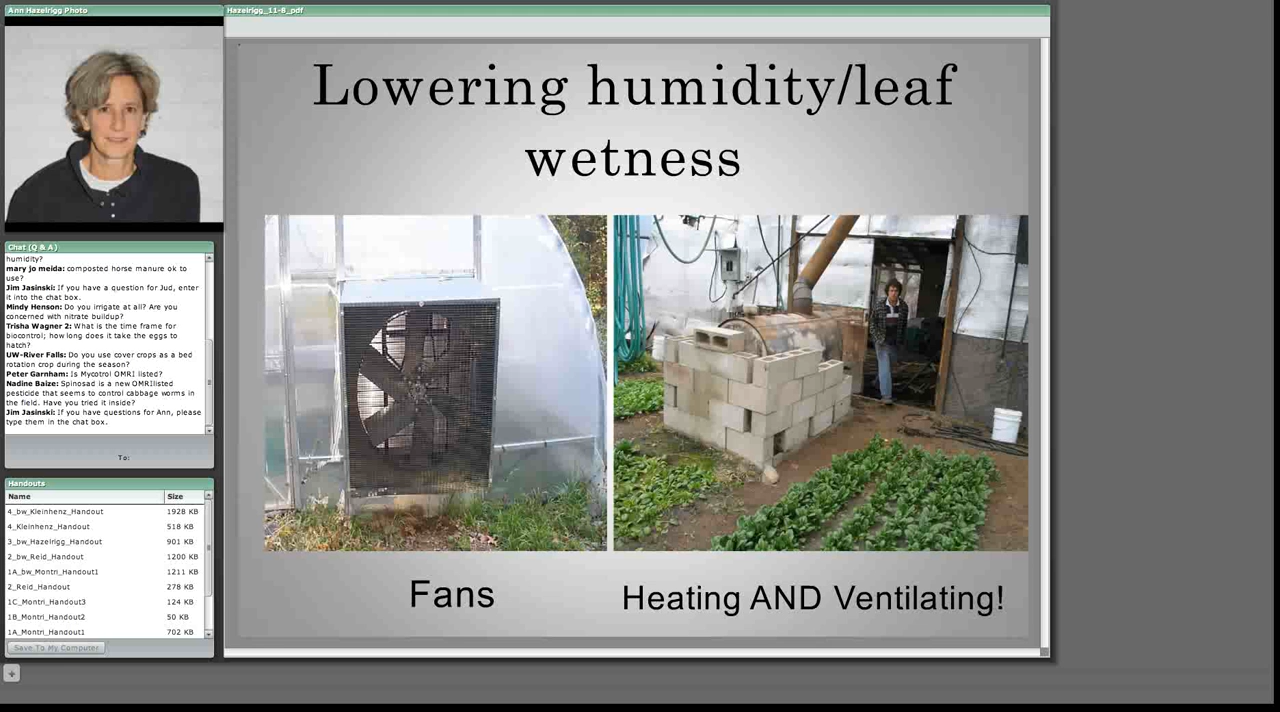 Ann Hazelrigg Photo
Hazelrigg_11-8_pdf
Lowering humidity/leaf
wetness
Fans
Heating AND Ventilating!
Chat (Q & A)
humidity?
mary jo meida: composted horse manure ok to
use?
Jim Jasinski: If you have a question for Jud, enter
it into the chat box.
Mindy Henson: Do you irrigate at all? Are you
concerned with nitrate buildup?
Trisha Wagner 2: What is the time frame for
biocontrol; how long does it take the eggs to
hatch?
UW-River Falls: Do you use cover crops as a bed
rotation crop during the season?
Peter Garnham: Is Mycotrol OMRI listed?
Nadine Baize: Spinosad is a new OMRIlisted
pesticide that seems to control cabbage worms in
the field. Have you tried it inside?
Jim Jasinski: If you have questions for Ann, please
type them in the chat box.
To:
Handouts
Name Size
4_bw_Kleinhenz_Handout 1928 KB
4_Kleinhenz_Handout 518 KB
3_bw_Hazelrigg_Handout 901 KB
2_bw_Reid_Handout 1200 KB
1A_bw_Montri_Handout1 1211 KB
2_Reid_Handout 278 KB
1C_Montri_Handout3 124 KB
1B_Montri_Handout2 50 KB
1A_Montri_Handout1 702 KB
Save To My Computer